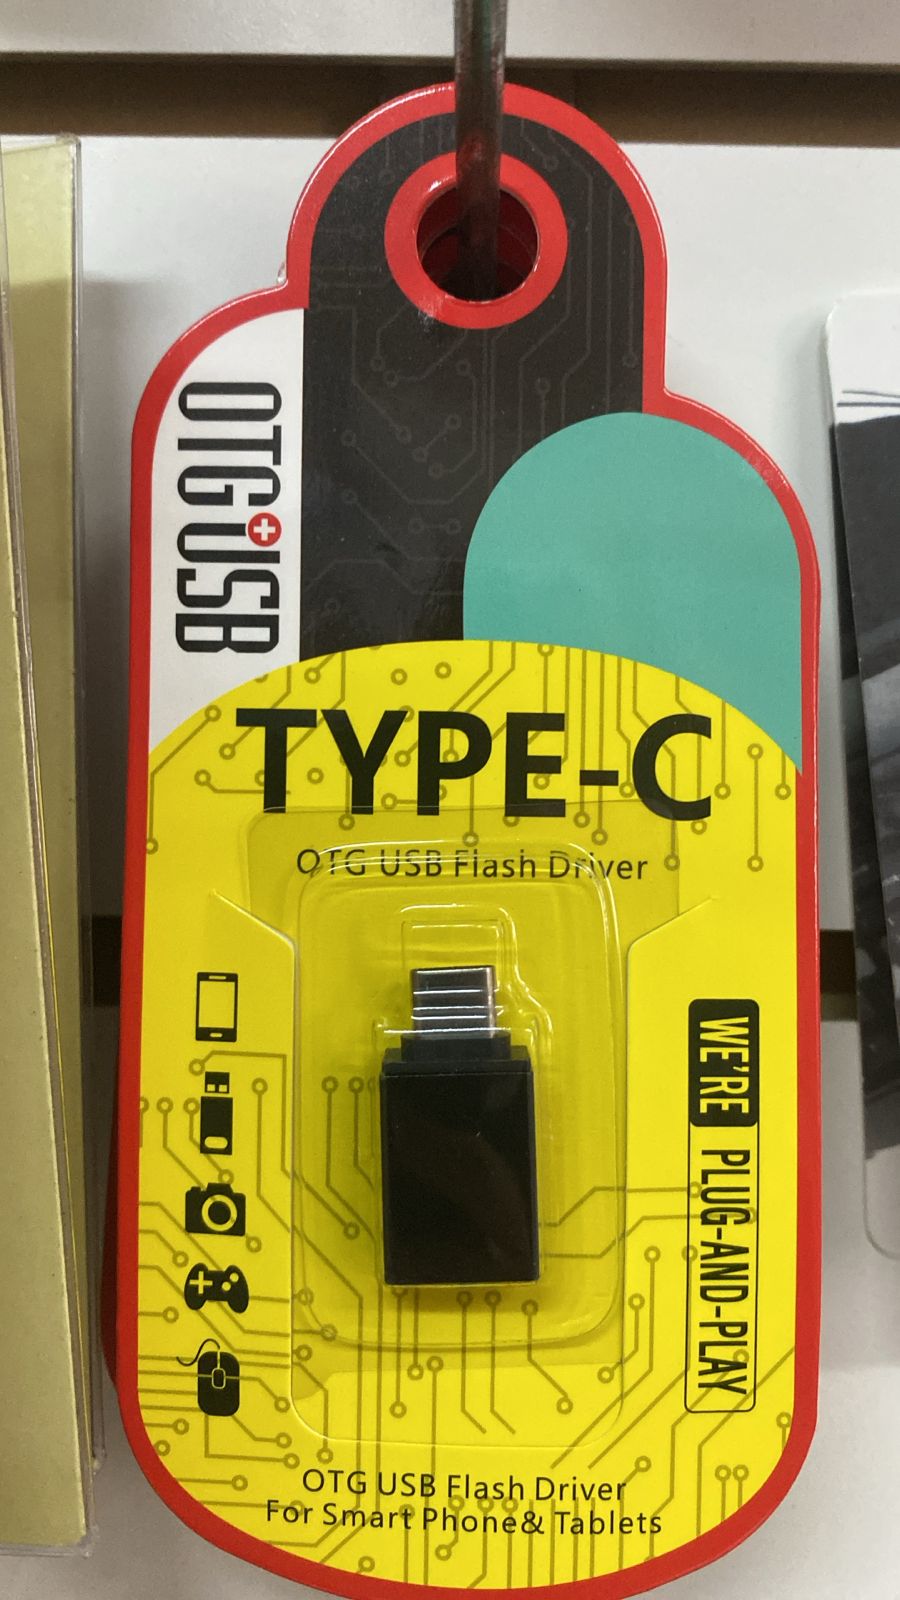 OTG USB
TYPE-C
OTG USB Flash Driver
WE'RE PLUG-AND-PLAY
OTG USB Flash Driver
For Smart Phone& Tablets